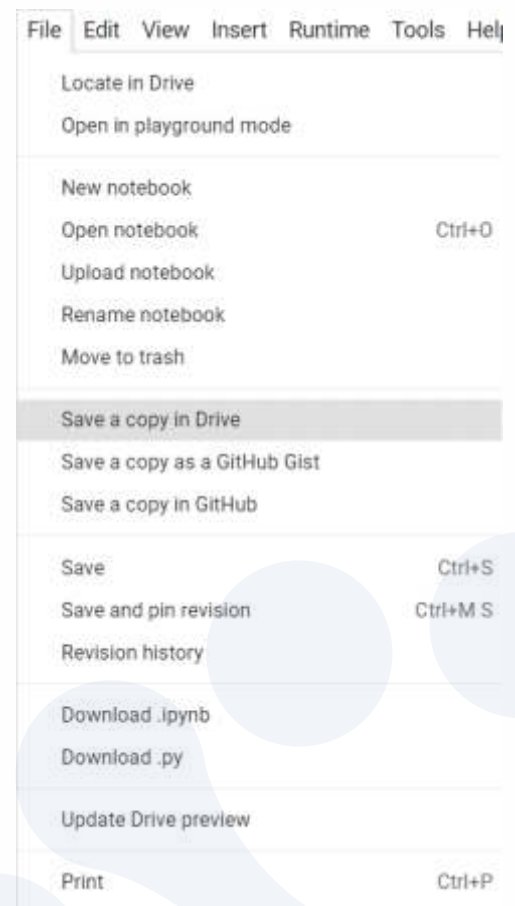 File Edit View Insert Runtime Tools Help
Locate in Drive
Open in playground mode
New notebook
Open notebook Ctrl+O
Upload notebook
Rename notebook
Move to trash
Save a copy in Drive
Save a copy as a GitHub Gist
Save a copy in GitHub
Save Ctrl+S
Save and pin revision Ctrl+M S
Revision history
Download .ipynb
Download .py
Update Drive preview
Print Ctrl+P